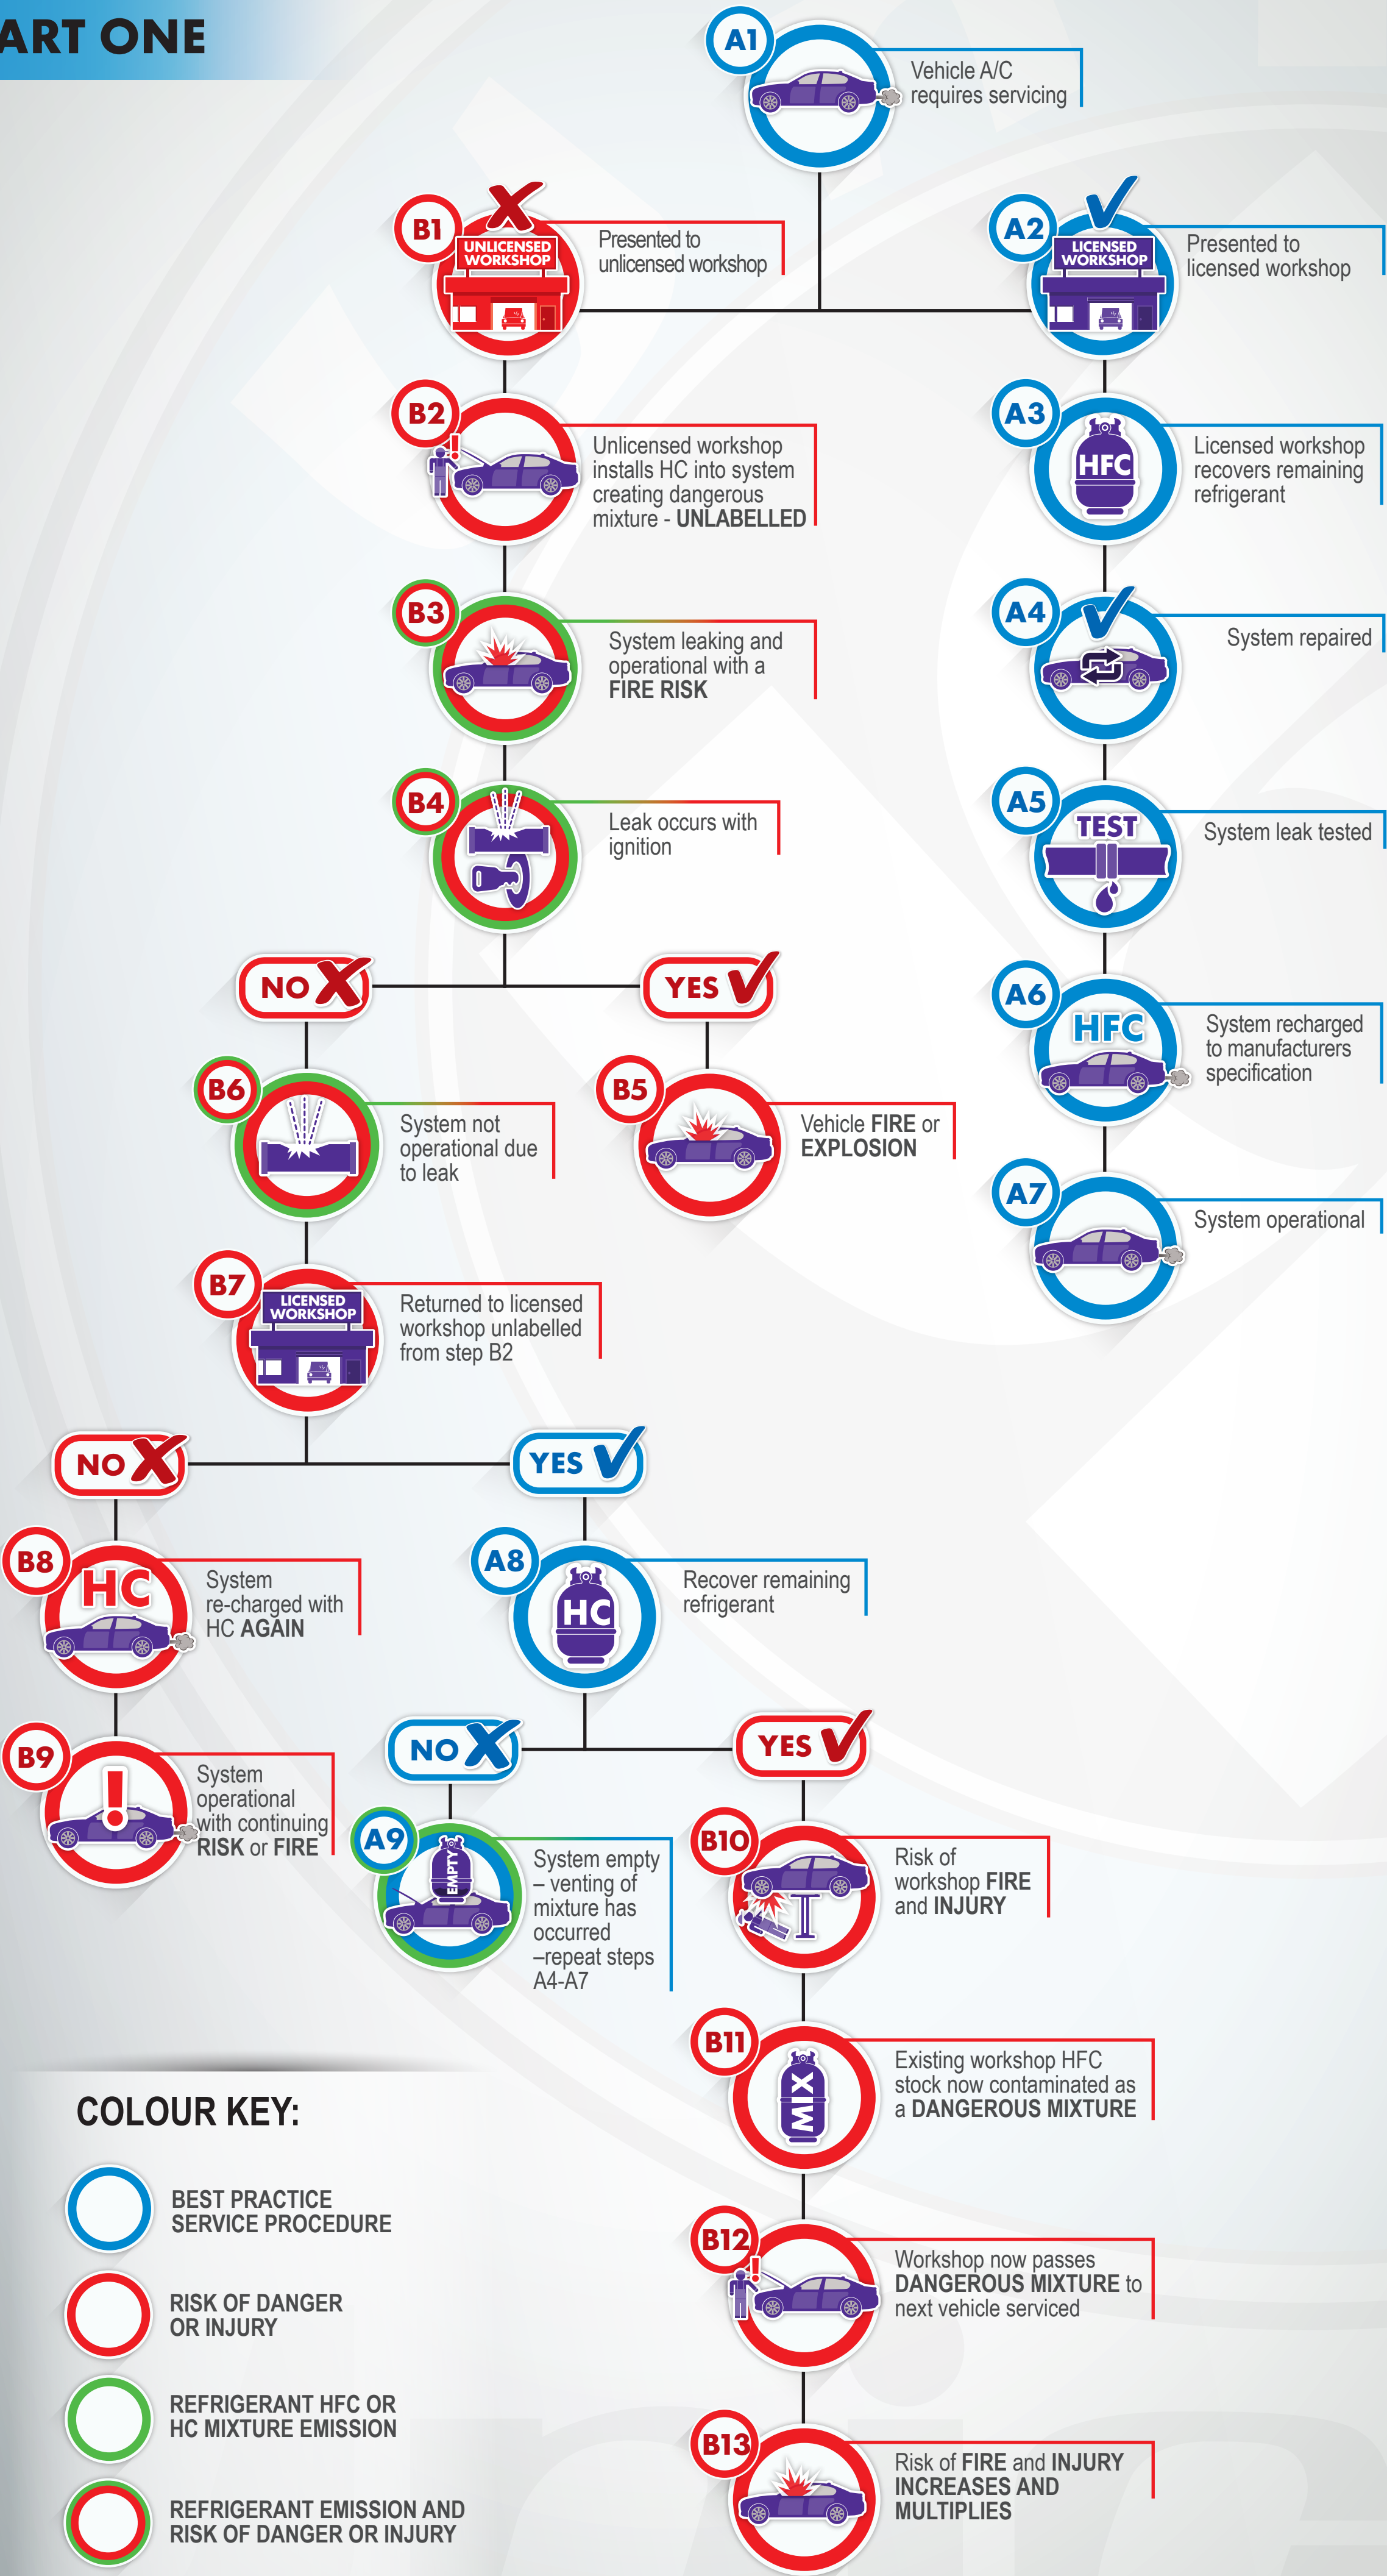 ART ONE
A1
Vehicle A/C
requires servicing
B1
UNLICENSED
WORKSHOP
Presented to
unlicensed workshop
A2
LICENSED
WORKSHOP
Presented to
licensed workshop
B2
!
Unlicensed workshop
installs HC into system
creating dangerous
mixture - UNLABELLED
A3
HFC
Licensed workshop
recovers remaining
refrigerant
B3
System leaking and
operational with a
FIRE RISK
A4
System repaired
B4
Leak occurs with
ignition
A5
TEST
System leak tested
NO
YES
A6
HFC
System recharged
to manufacturers
specification
B6
System not
operational due
to leak
B5
Vehicle FIRE or
EXPLOSION
A7
System operational
B7
LICENSED
WORKSHOP
Returned to licensed
workshop unlabelled
from step B2
NO
YES
B8
HC
System
re-charged with
HC AGAIN
A8
HC
Recover remaining
refrigerant
B9
!
System
operational
with continuing
RISK or FIRE
NO
YES
A9
EMPTY
System empty
– venting of
mixture has
occurred
–repeat steps
A4-A7
B10
Risk of
workshop FIRE
and INJURY
B11
MIX
Existing workshop HFC
stock now contaminated as
a DANGEROUS MIXTURE
B12
!
Workshop now passes
DANGEROUS MIXTURE to
next vehicle serviced
B13
Risk of FIRE and INJURY
INCREASES AND
MULTIPLIES
COLOUR KEY:
BEST PRACTICE
SERVICE PROCEDURE
RISK OF DANGER
OR INJURY
REFRIGERANT HFC OR
HC MIXTURE EMISSION
REFRIGERANT EMISSION AND
RISK OF DANGER OR INJURY